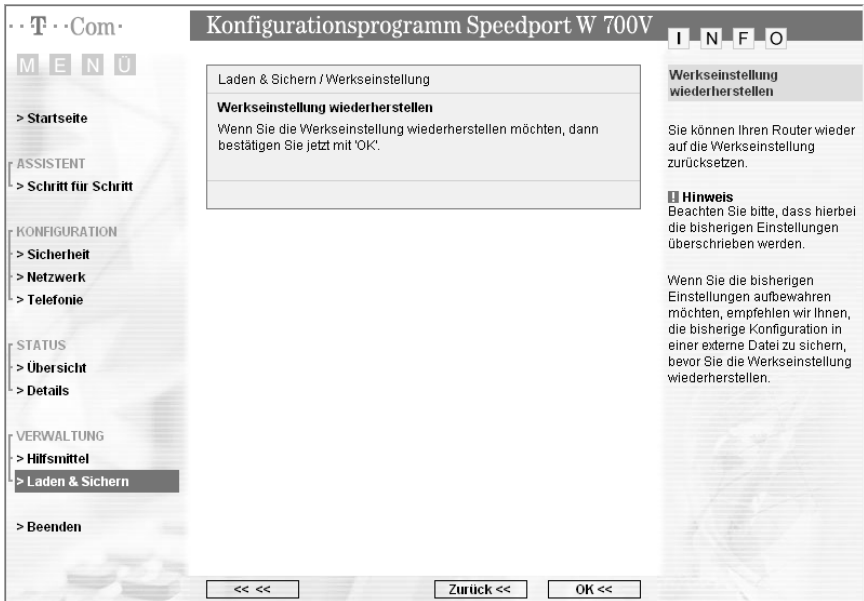 · · T · · Com ·
Konfigurationsprogramm Speedport W 700V
I N F O
M E N Ü
> Startseite
ASSISTENT
> Schritt für Schritt
KONFIGURATION
> Sicherheit
> Netzwerk
> Telefonie
STATUS
> Übersicht
> Details
VERWALTUNG
> Hilfsmittel
> Laden & Sichern
> Beenden
Laden & Sichern / Werkseinstellung
Werkseinstellung wiederherstellen
Wenn Sie die Werkseinstellung wiederherstellen möchten, dann
bestätigen Sie jetzt mit 'OK'.
<< <<
Zurück <<
OK <<
Werkseinstellung
wiederherstellen
Sie können Ihren Router wieder
auf die Werkseinstellung
zurücksetzen.
! Hinweis
Beachten Sie bitte, dass hierbei
die bisherigen Einstellungen
überschrieben werden.
Wenn Sie die bisherigen
Einstellungen aufbewahren
möchten, empfehlen wir Ihnen,
die bisherige Konfiguration in
einer externe Datei zu sichern,
bevor Sie die Werkseinstellung
wiederherstellen.